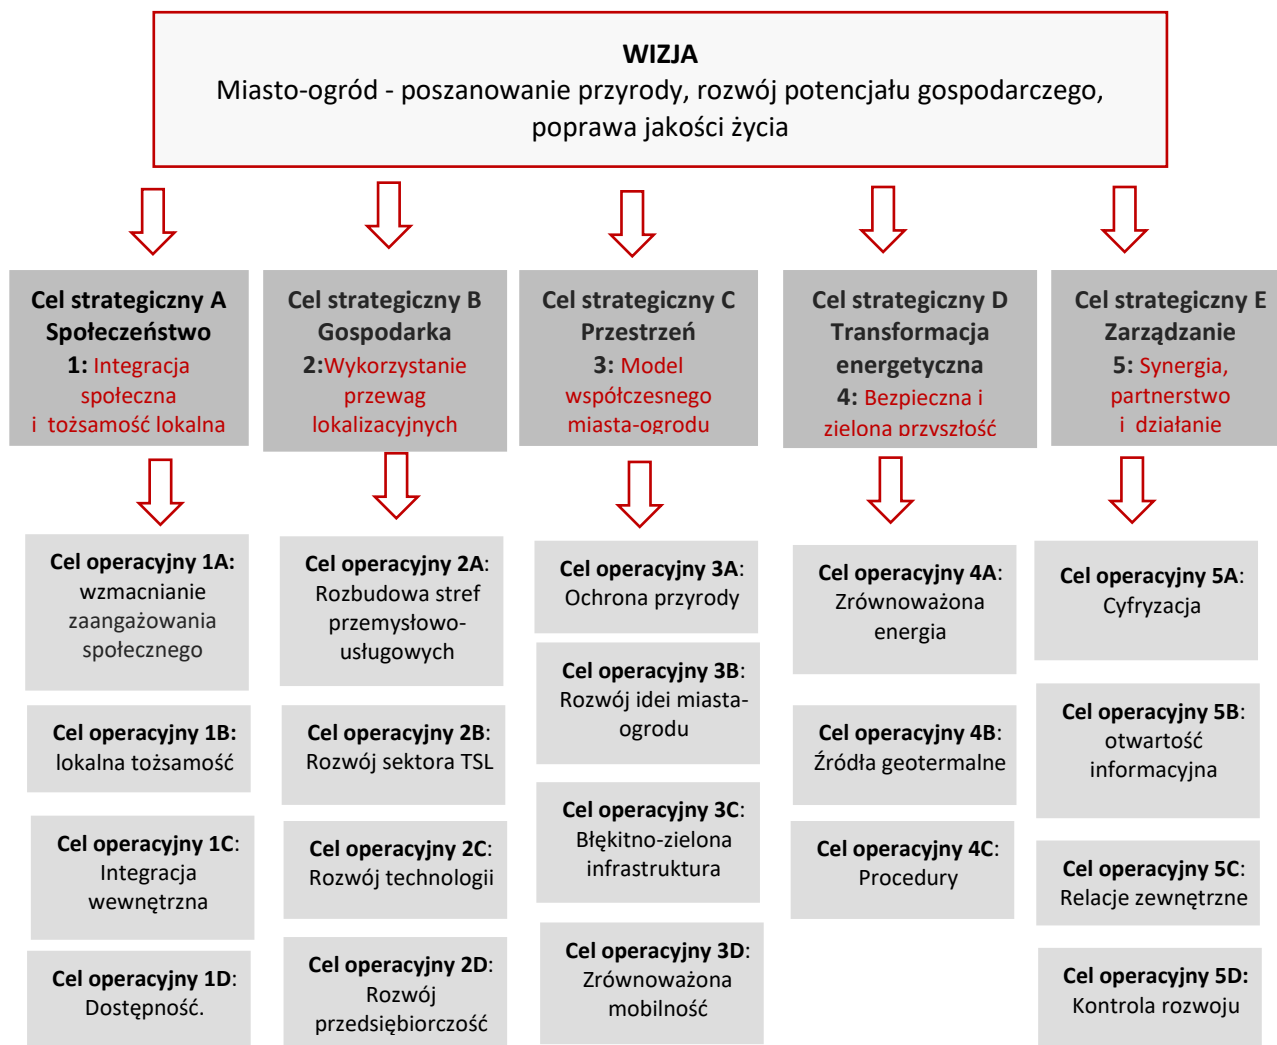 WIZJA
Miasto-ogród - poszanowanie przyrody, rozwój potencjału gospodarczego,
poprawa jakości życia
Cel strategiczny A
Społeczeństwo
1: Integracja
społeczna
i tożsamość lokalna
Cel strategiczny B
Gospodarka
2:Wykorzystanie
przewag
lokalizacyjnych
Cel strategiczny C
Przestrzeń
3: Model
współczesnego
miasta-ogrodu
Cel strategiczny D
Transformacja
energetyczna
4: Bezpieczna i
zielona przyszłość
Cel strategiczny E
Zarządzanie
5: Synergia,
partnerstwo
i działanie
Cel operacyjny 1A:
wzmacnianie
zaangażowania
społecznego
Cel operacyjny 1B:
lokalna tożsamość
Cel operacyjny 1C:
Integracja
wewnętrzna
Cel operacyjny 1D:
Dostępność.
Cel operacyjny 2A:
Rozbudowa stref
przemysłowo-
usługowych
Cel operacyjny 2B:
Rozwój sektora TSL
Cel operacyjny 2C:
Rozwój technologii
Cel operacyjny 2D:
Rozwój
przedsiębiorczość
Cel operacyjny 3A:
Ochrona przyrody
Cel operacyjny 3B:
Rozwój idei miasta-
ogrodu
Cel operacyjny 3C:
Błękitno-zielona
infrastruktura
Cel operacyjny 3D:
Zrównoważona
mobilność
Cel operacyjny 4A:
Zrównoważona
energia
Cel operacyjny 4B:
Źródła geotermalne
Cel operacyjny 4C:
Procedury
Cel operacyjny 5A:
Cyfryzacja
Cel operacyjny 5B:
otwartość
informacyjna
Cel operacyjny 5C:
Relacje zewnętrzne
Cel operacyjny 5D:
Kontrola rozwoju